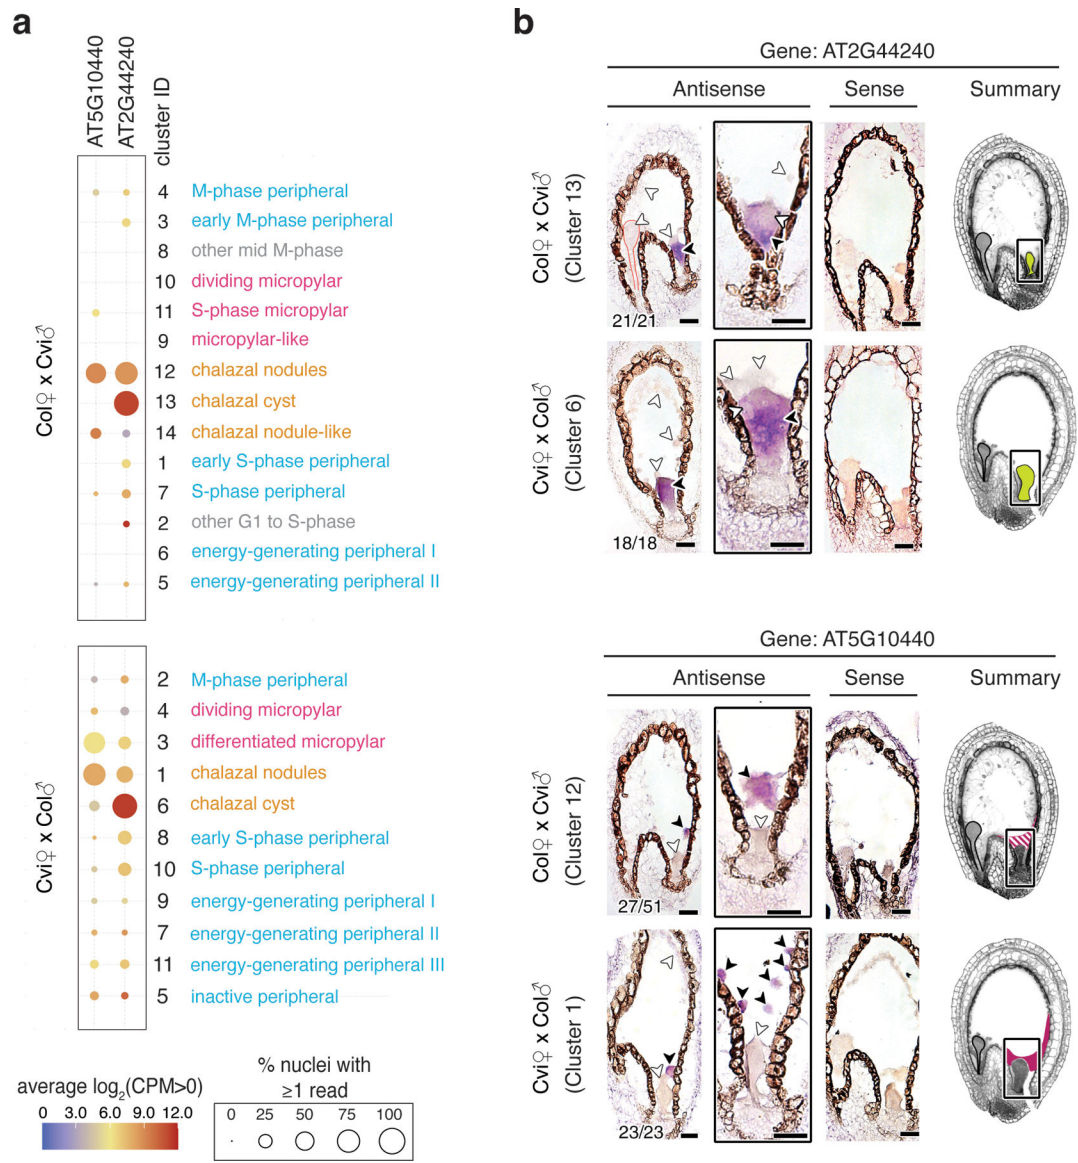 a
AT5G10440
AT2G44240
cluster ID
Col♀ x Cvi♂
4 M-phase peripheral
3 early M-phase peripheral
8 other mid M-phase
10 dividing micropylar
11 S-phase micropylar
9 micropylar-like
12 chalazal nodules
13 chalazal cyst
14 chalazal nodule-like
1 early S-phase peripheral
7 S-phase peripheral
2 other G1 to S-phase
6 energy-generating peripheral I
5 energy-generating peripheral II
Cvi♀ x Col♂
2 M-phase peripheral
4 dividing micropylar
3 differentiated micropylar
1 chalazal nodules
6 chalazal cyst
8 early S-phase peripheral
10 S-phase peripheral
9 energy-generating peripheral I
7 energy-generating peripheral II
11 energy-generating peripheral III
5 inactive peripheral
average log₂(CPM>0)
0 3.0 6.0 9.0 12.0
% nuclei with
≥1 read
0 25 50 75 100
b
Gene: AT2G44240
Antisense Sense Summary
Col♀ x Cvi♂
(Cluster 13)
21/21
Cvi♀ x Col♂
(Cluster 6)
18/18
Gene: AT5G10440
Antisense Sense Summary
Col♀ x Cvi♂
(Cluster 12)
27/51
Cvi♀ x Col♂
(Cluster 1)
23/23